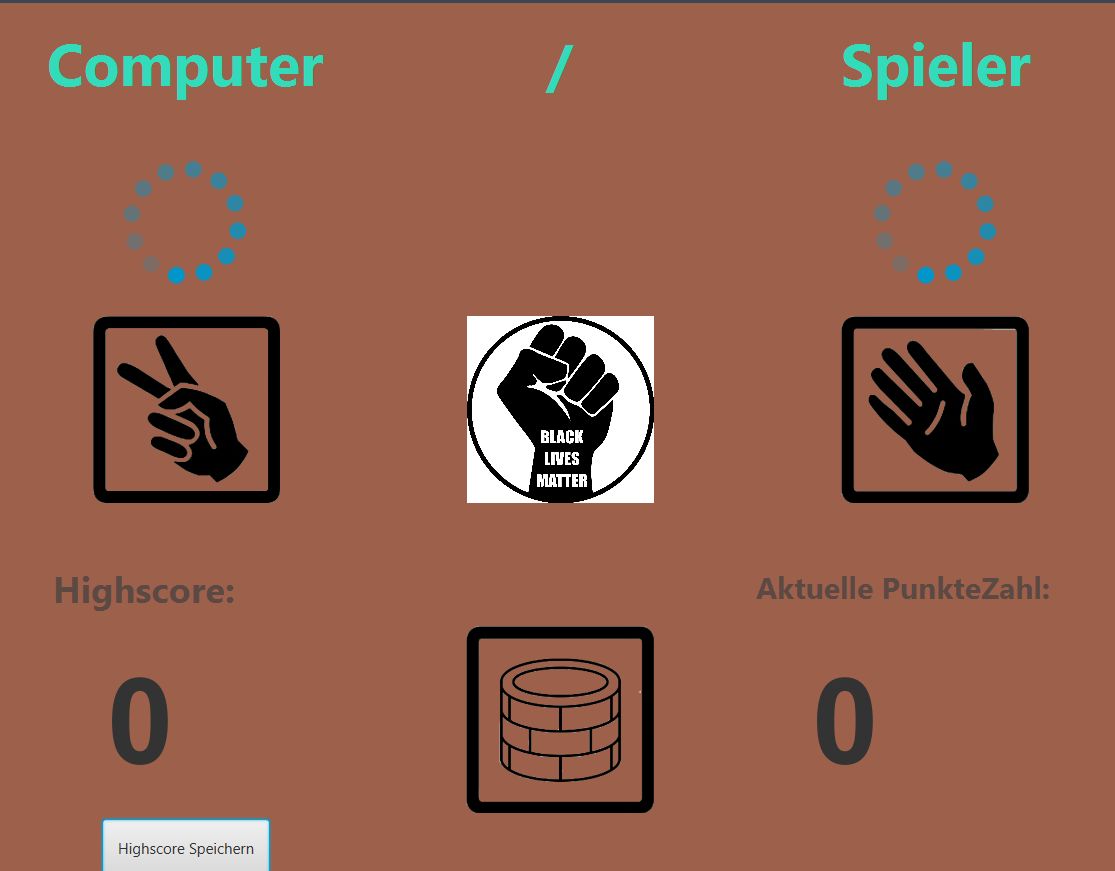 Computer / Spieler
BLACK
LIVES
MATTER
Highscore: Aktuelle PunkteZahl:
0 0
Highscore Speichern